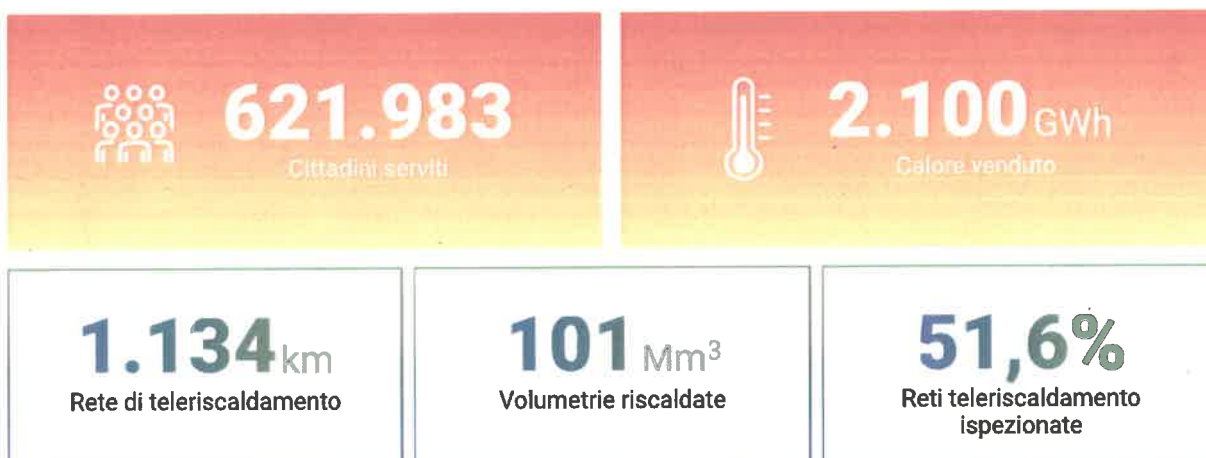 621.983
Cittadini serviti
2.100 GWh
Calore venduto
1.134 km
Rete di teleriscaldamento
101 Mm³
Volumetrie riscaldate
51,6%
Reti teleriscaldamento
ispezionate